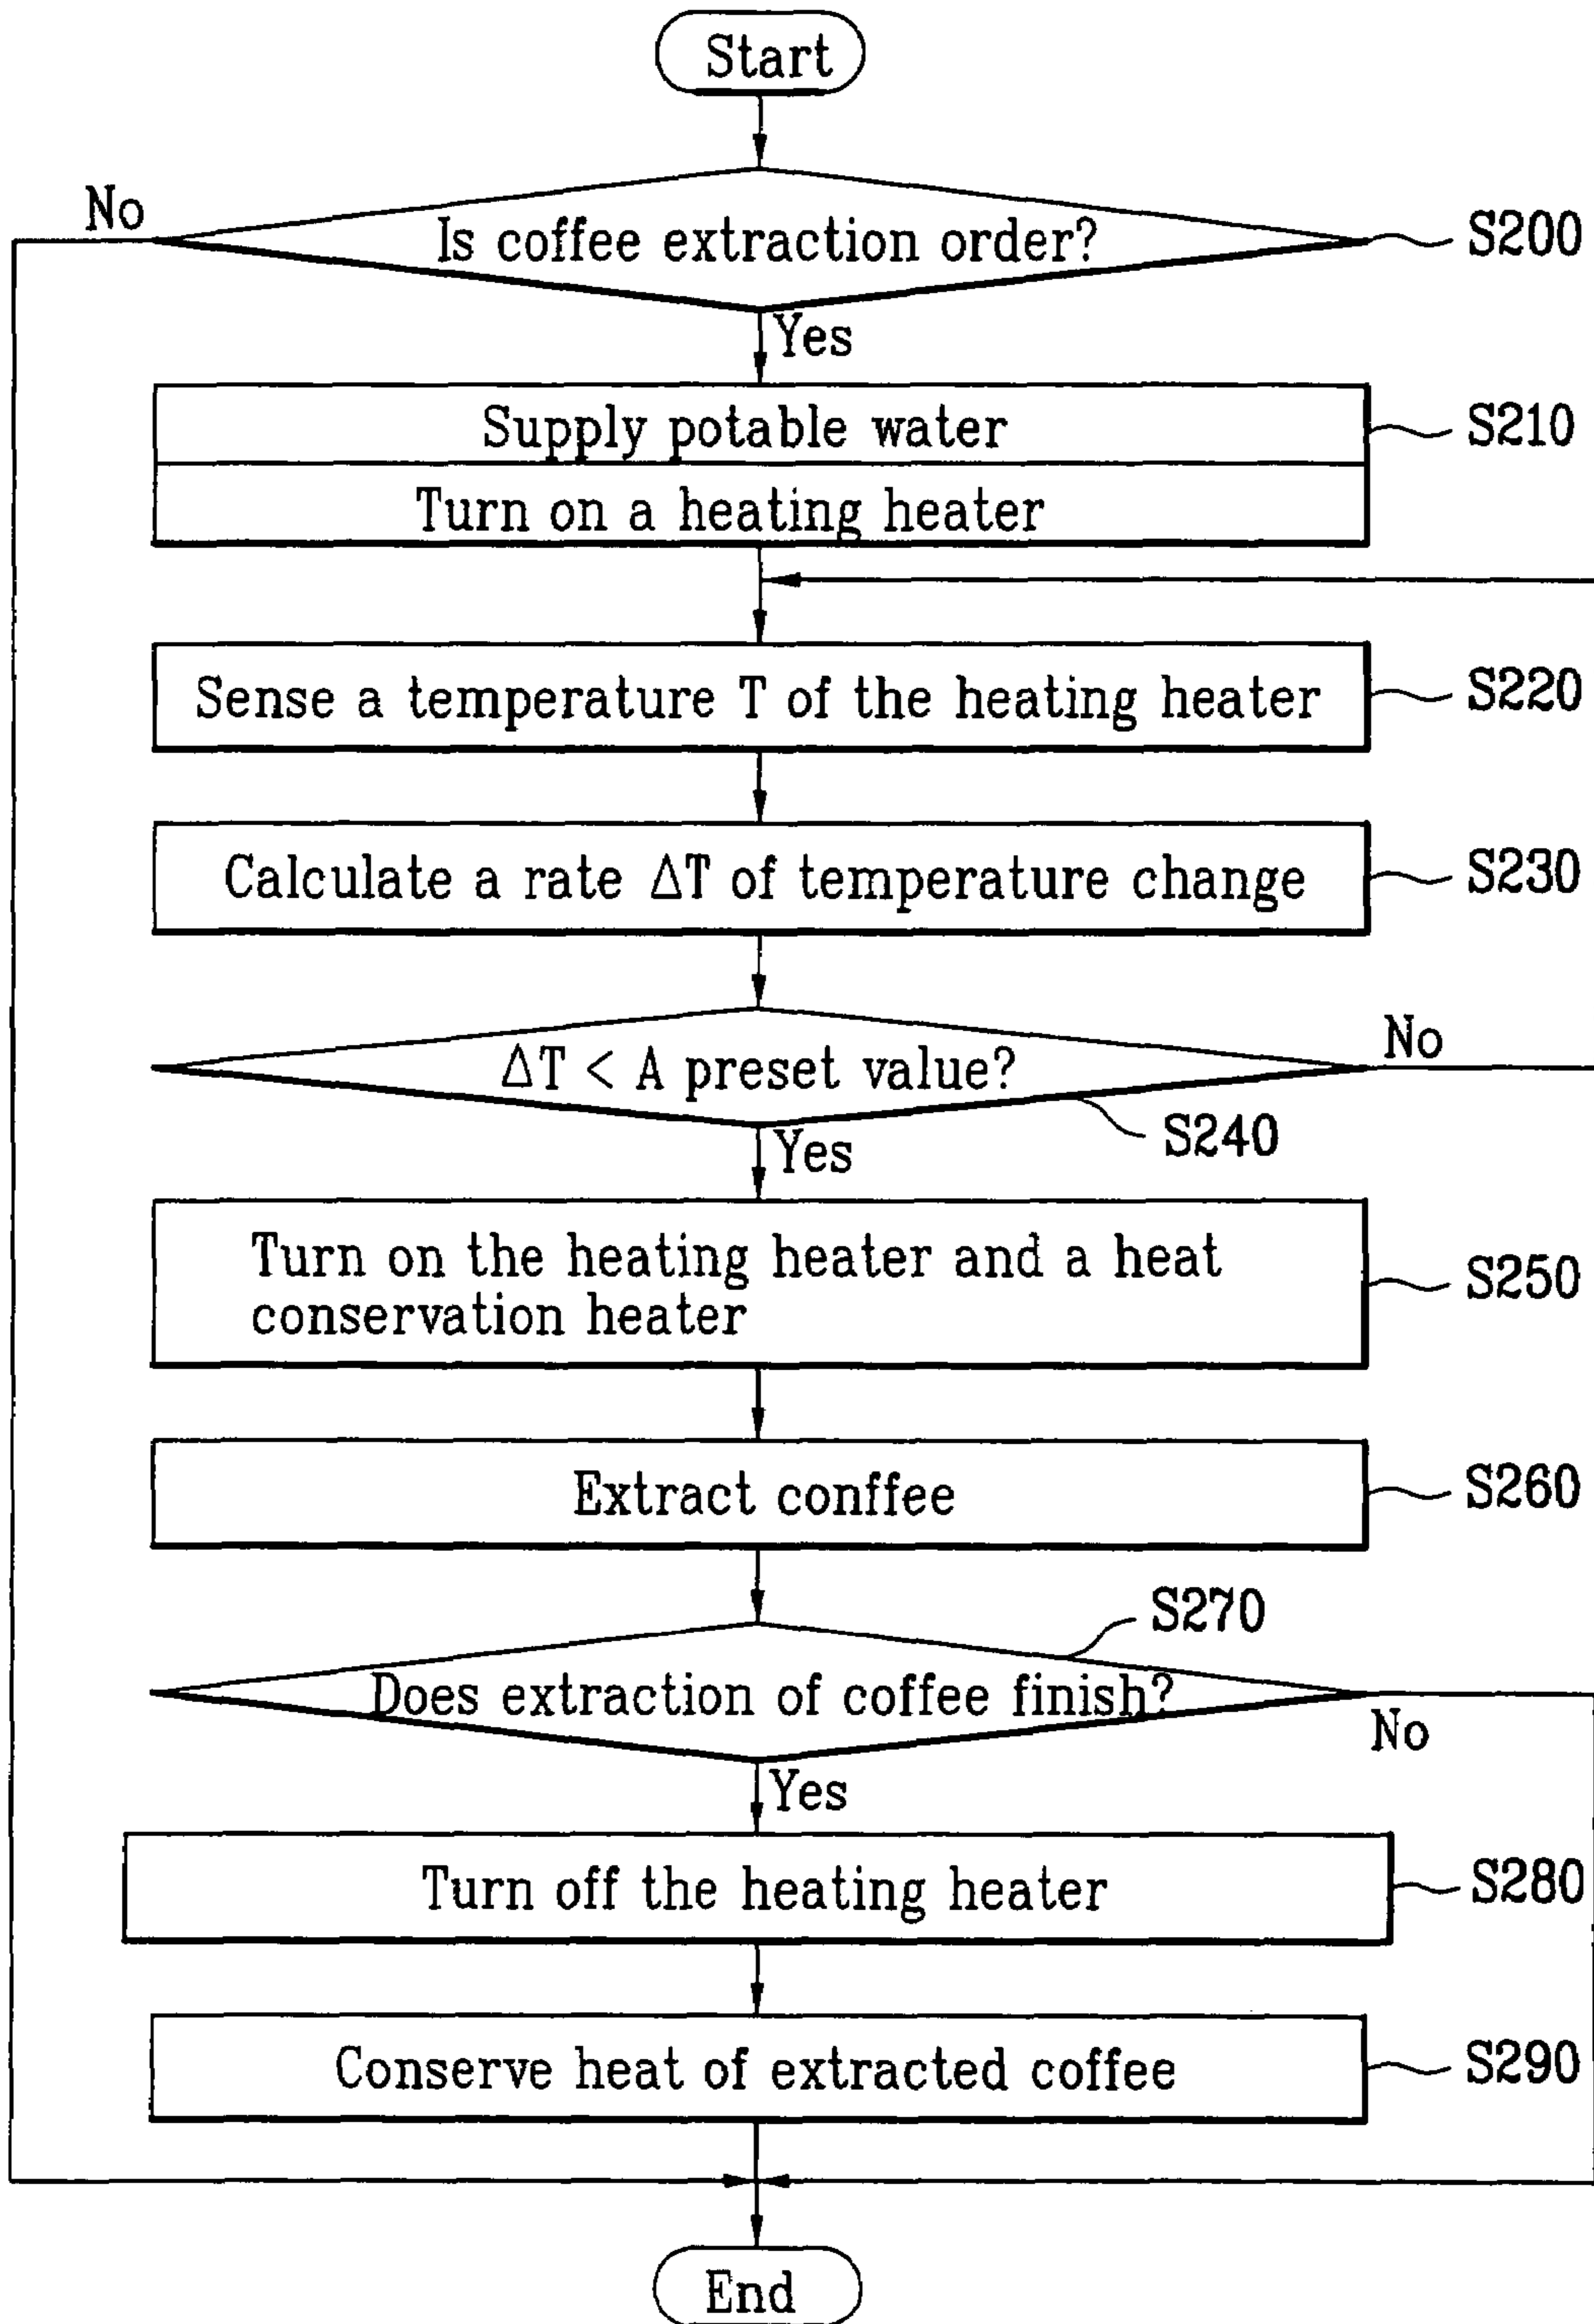 Start
No
Is coffee extraction order?
S200
Yes
Supply potable water
S210
Turn on a heating heater
Sense a temperature T of the heating heater
S220
Calculate a rate ΔT of temperature change
S230
ΔT < A preset value?
No
S240
Yes
Turn on the heating heater and a heat
conservation heater
S250
Extract conffee
S260
S270
Does extraction of coffee finish?
No
Yes
Turn off the heating heater
S280
Conserve heat of extracted coffee
S290
End